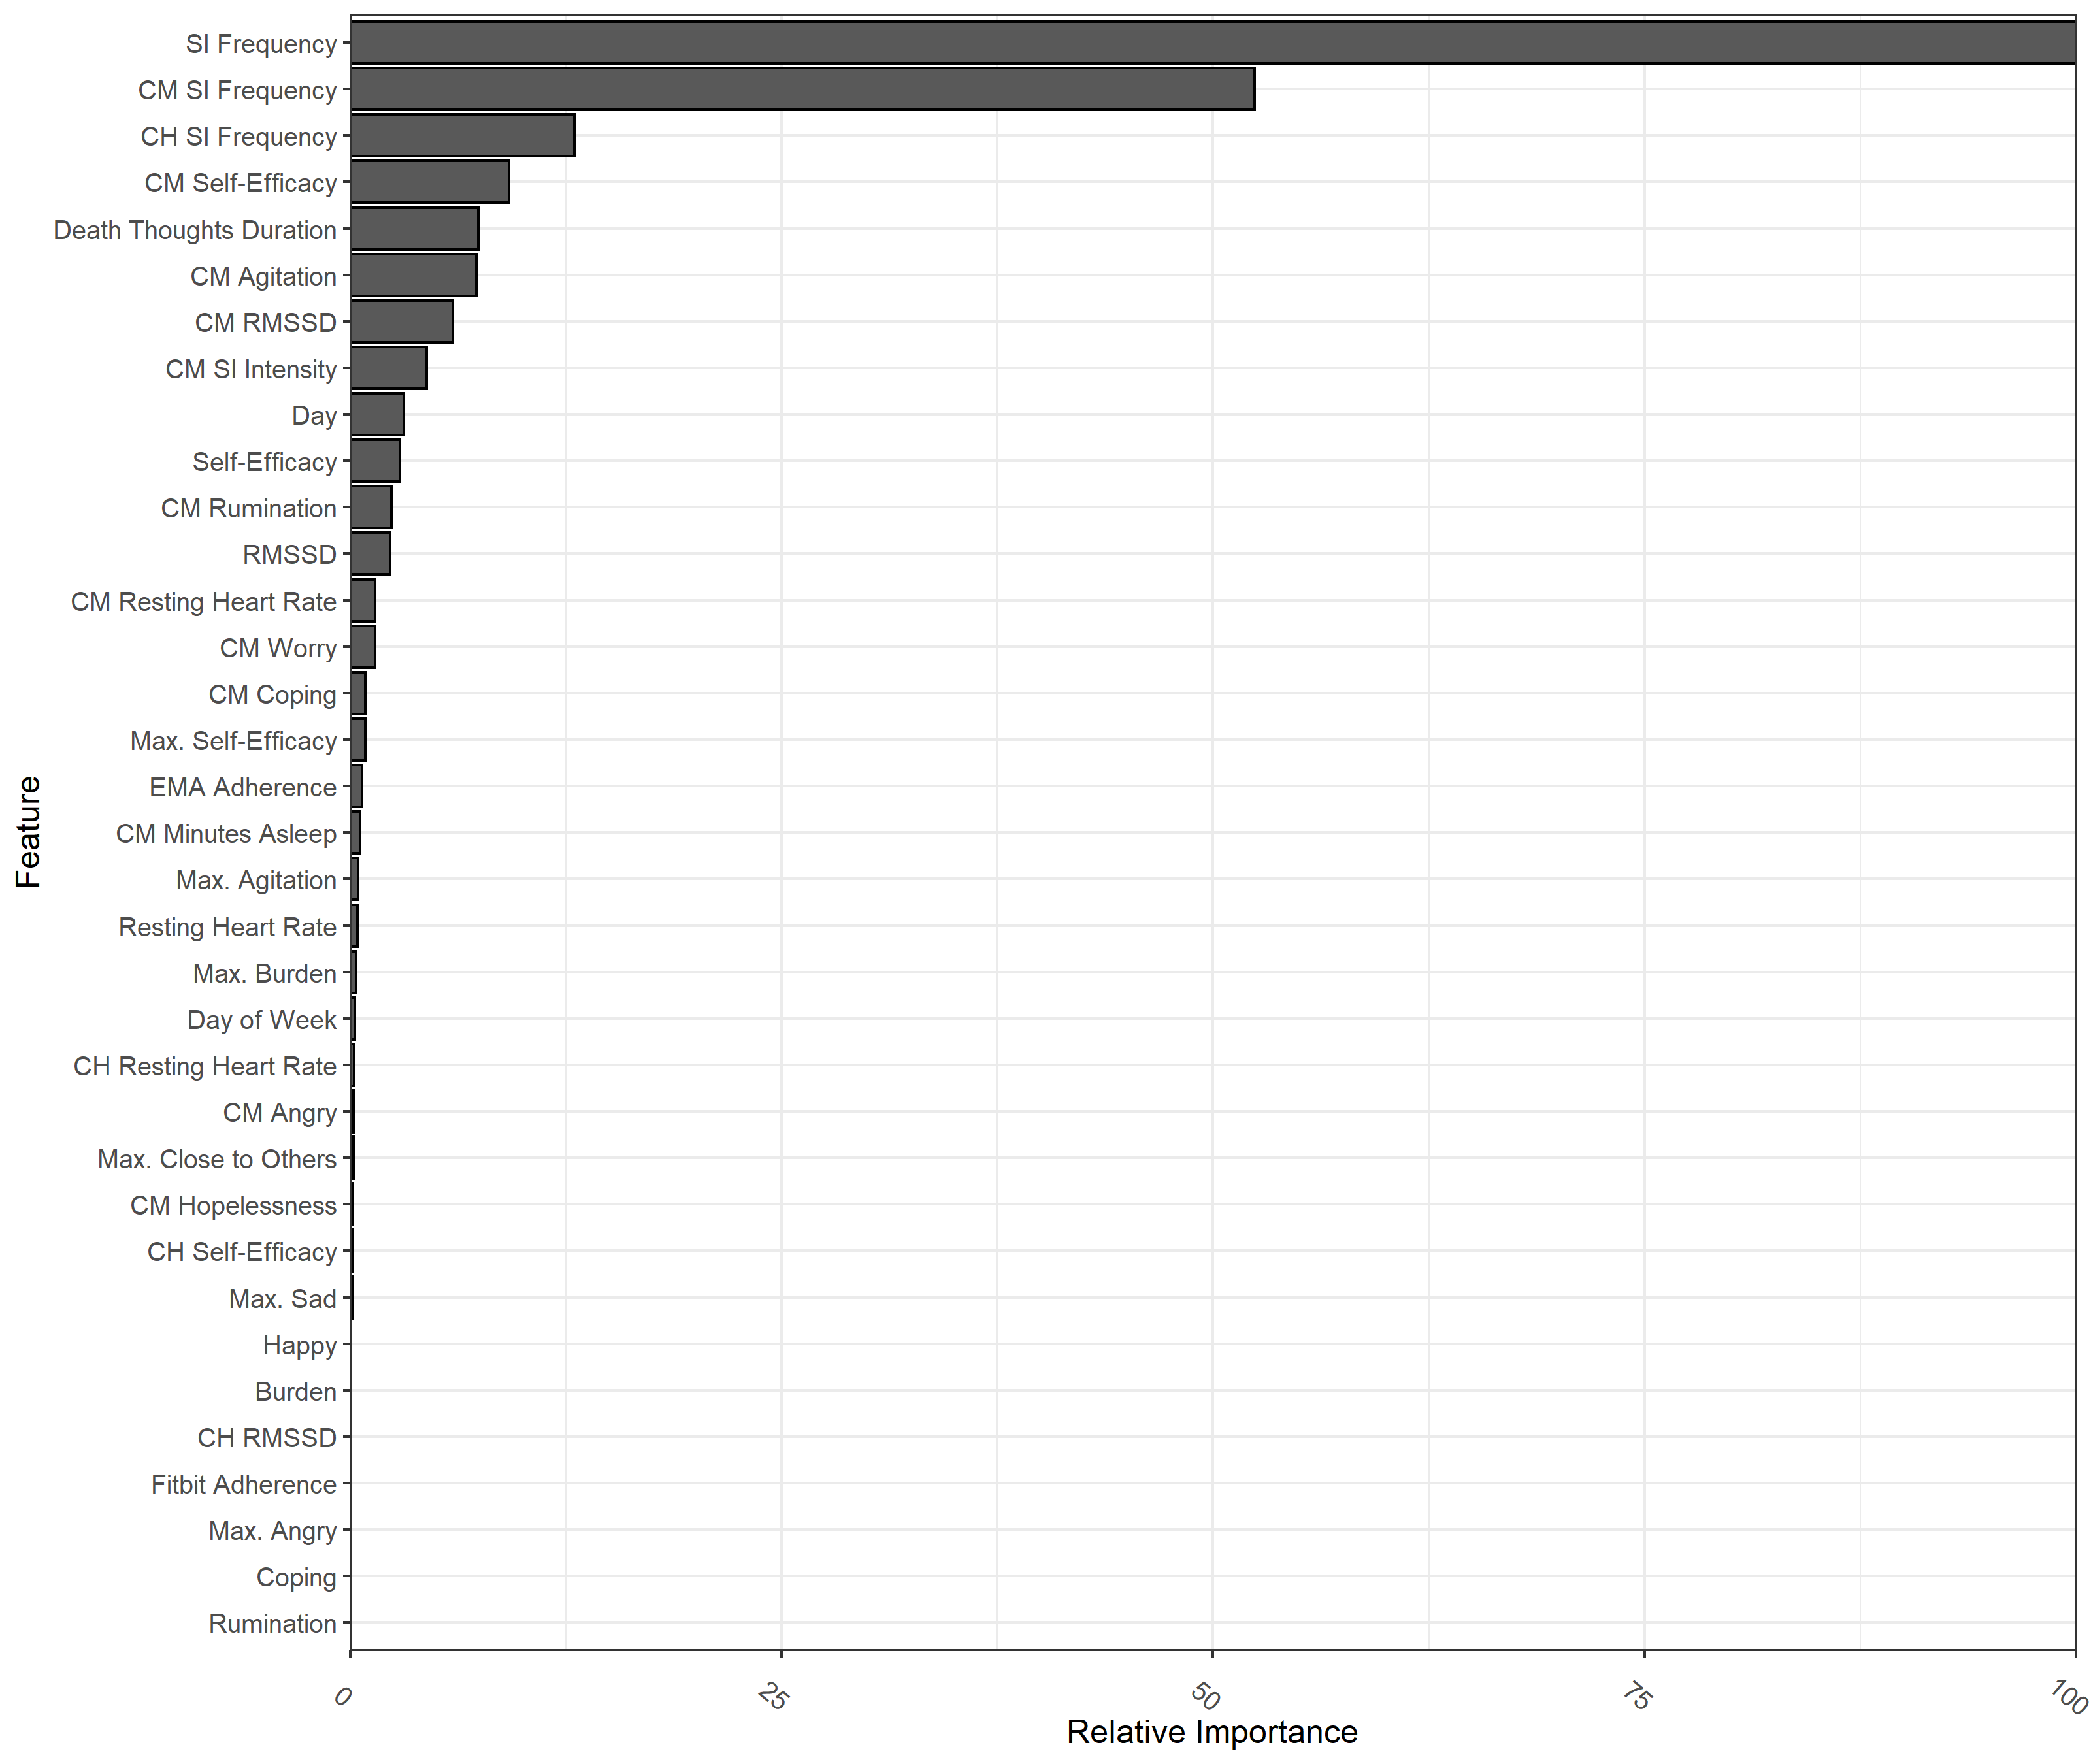 SI Frequency
CM SI Frequency
CH SI Frequency
CM Self-Efficacy
Death Thoughts Duration
CM Agitation
CM RMSSD
CM SI Intensity
Day
Self-Efficacy
CM Rumination
RMSSD
CM Resting Heart Rate
CM Worry
CM Coping
Max. Self-Efficacy
EMA Adherence
CM Minutes Asleep
Max. Agitation
Resting Heart Rate
Max. Burden
Day of Week
CH Resting Heart Rate
CM Angry
Max. Close to Others
CM Hopelessness
CH Self-Efficacy
Max. Sad
Happy
Burden
CH RMSSD
Fitbit Adherence
Max. Angry
Coping
Rumination
Feature
0
25
50
75
100
Relative Importance